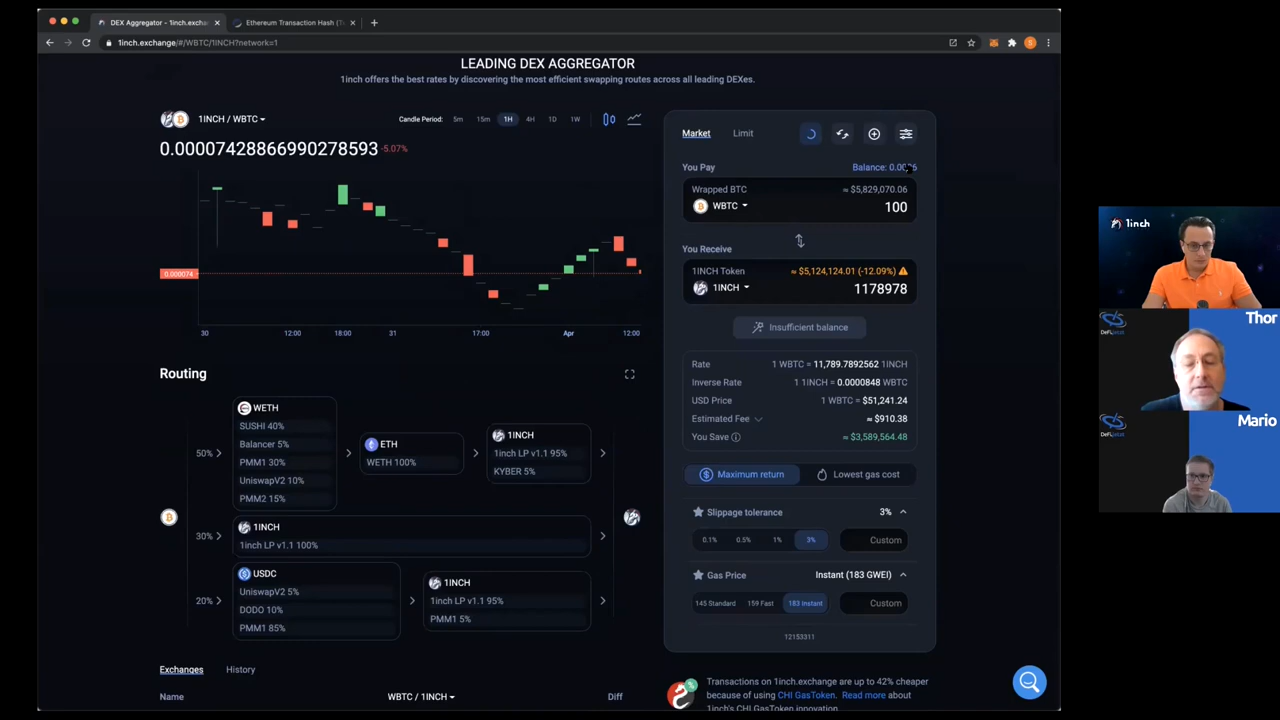 DEX Aggregator - 1inch.exchan
Ethereum Transaction Hash (T
1inch.exchange/#/WBTC/1INCH?network=1
LEADING DEX AGGREGATOR
1inch offers the best rates by discovering the most efficient swapping routes across all leading DEXes.
1INCH / WBTC
Candle Period: 5m 15m 1H 4H 1D 1W
0.00007428866990278593 -5.07%
0.000074
30 12:00 18:00 31 17:00 Apr 12:00
Routing
50%
WETH
SUSHI 40%
Balancer 5%
PMM1 30%
UniswapV2 10%
PMM2 15%
ETH
WETH 100%
1INCH
1inch LP v1.1 95%
KYBER 5%
30%
1INCH
1inch LP v1.1 100%
20%
USDC
UniswapV2 5%
DODO 10%
PMM1 85%
1INCH
1inch LP v1.1 95%
PMM1 5%
Exchanges History
Name WBTC / 1INCH Diff
Market Limit
You Pay Balance:
Wrapped BTC ≈ $5,829,070.06
WBTC 100
You Receive
1INCH Token ≈ $5,124,124.01 (-12.09%)
1INCH 1178978
Insufficient balance
Rate 1 WBTC = 11,789.7892562 1INCH
Inverse Rate 1 1INCH = 0.0000848 WBTC
USD Price 1 WBTC = $51,241.24
Estimated Fee ≈ $910.38
You Save ≈ $3,589,564.48
Maximum return Lowest gas cost
Slippage tolerance 3%
0.1% 0.5% 1% 3% Custom
Gas Price Instant (183 GWEI)
145 Standard 159 Fast 183 Instant Custom
12153311
Transactions on 1inch.exchange are up to 42% cheaper
because of using CHI GasToken. Read more about
1inch's CHI GasToken innovation.
1inch
Thor
Mario